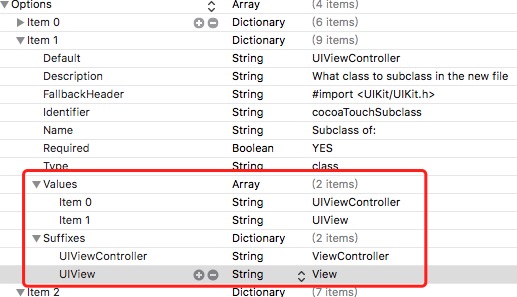 Options Array (4 items)
Item 0 Dictionary (6 items)
Item 1 Dictionary (9 items)
Default String UIViewController
Description String What class to subclass in the new file
FallbackHeader String #import <UIKit/UIKit.h>
Identifier String cocoaTouchSubclass
Name String Subclass of:
Required Boolean YES
Type String class
Values Array (2 items)
Item 0 String UIViewController
Item 1 String UIView
Suffixes Dictionary (2 items)
UIViewController String ViewController
UIView String View
Item 2 Dictionary (7 items)